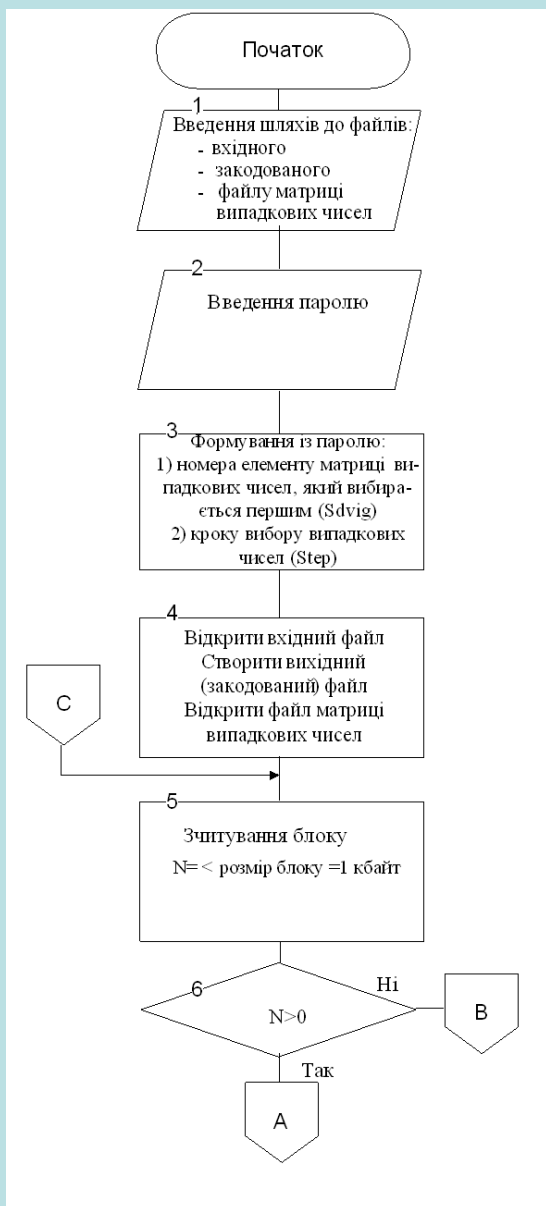 Початок
1
Введення шляхів до файлів:
- вхідного
- закодованого
- файлу матриці
випадкових чисел
2
Введення паролю
3
Формування із паролю:
1) номера елементу матриці ви-
падкових чисел, який вибира-
ється першим (Sdvig)
2) кроку вибору випадкових
чисел (Step)
4
Відкрити вхідний файл
Створити вихідний
(закодований) файл
Відкрити файл матриці
випадкових чисел
C
5
Зчитування блоку
N=< розмір блоку =1 кбайт
6
N>0
Ні
B
Так
A